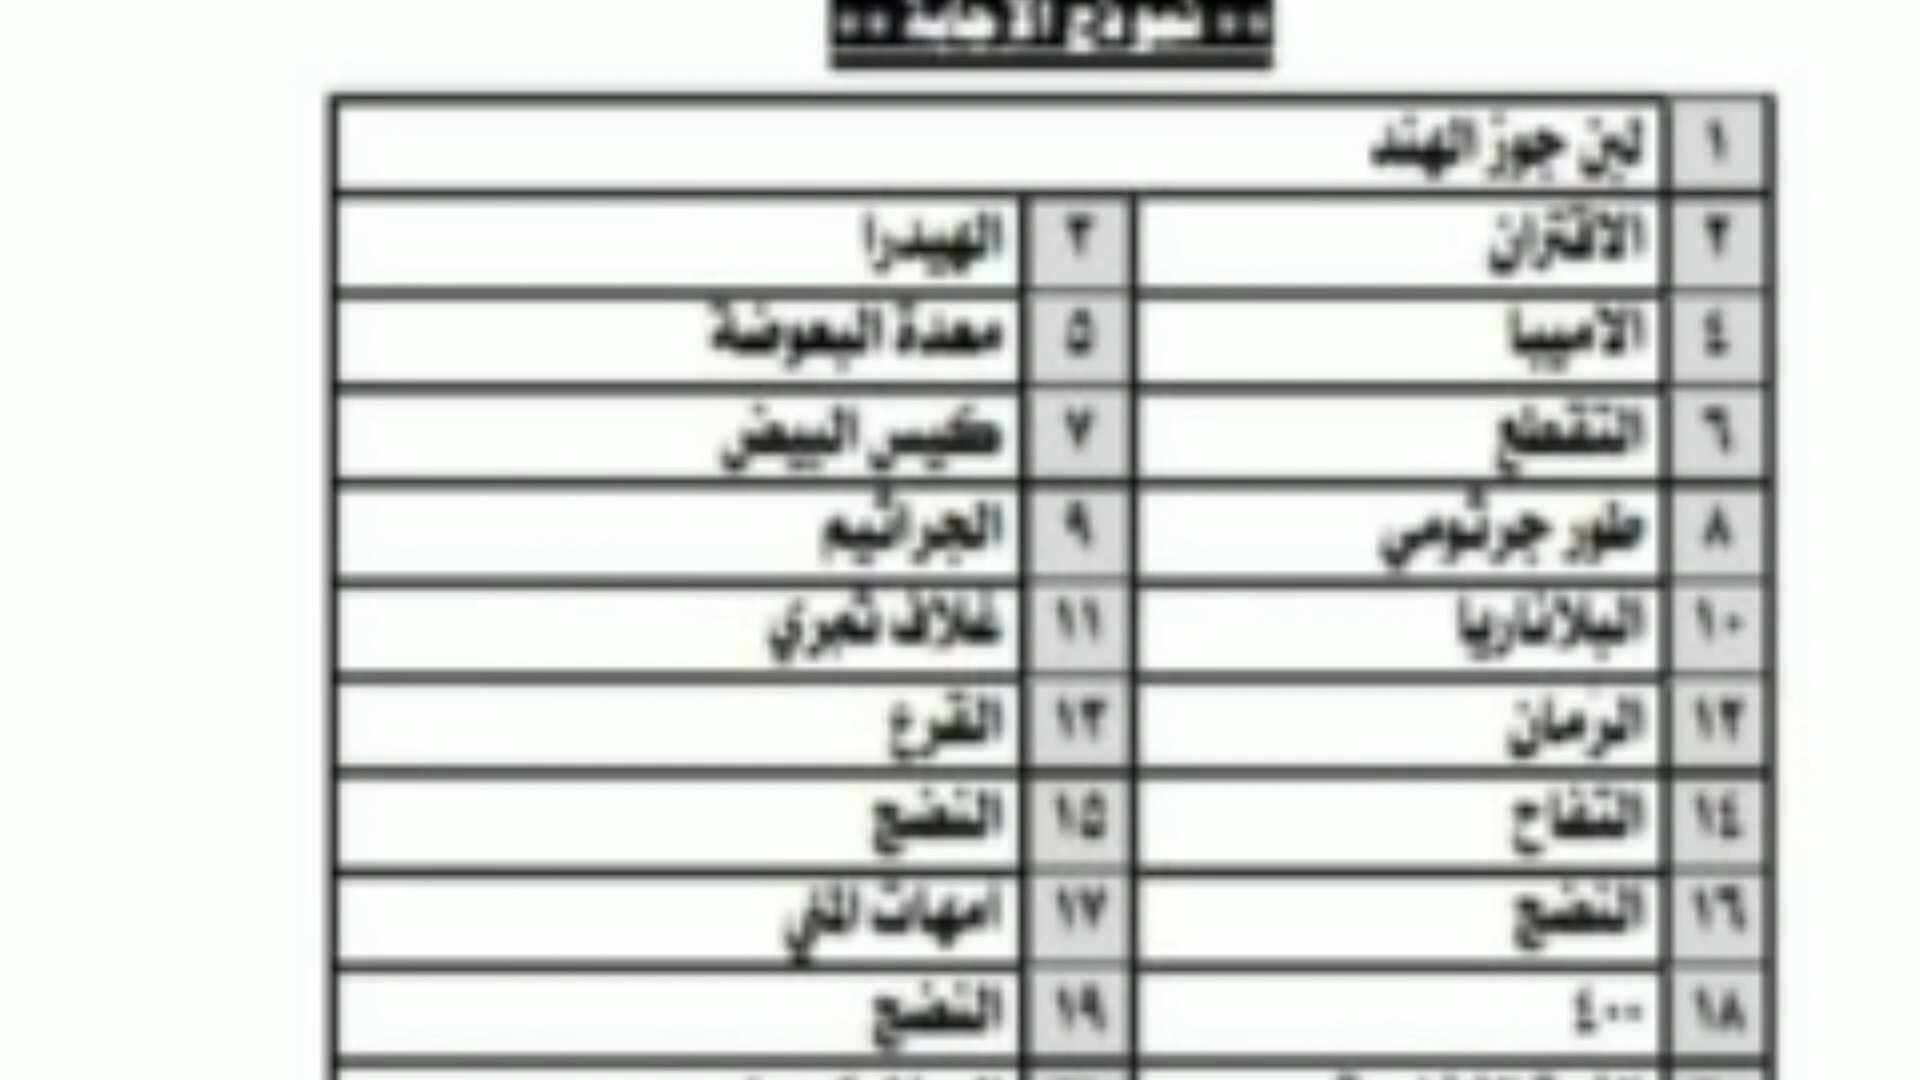 نموذج الاجابة
١ لبن جوز الهند
٢ الاقتران ٣ الهيدرا
٤ الاميبا ٥ معدة البعوضة
٦ التقطع ٧ كيس البيض
٨ طور جرثومي ٩ الجراثيم
١٠ البلاناريا ١١ غلاف ثمري
١٢ الرمان ١٣ القرع
١٤ التفاح ١٥ النضج
١٦ النضج ١٧ امهات المني
١٨ ٤٠٠ ١٩ النضج